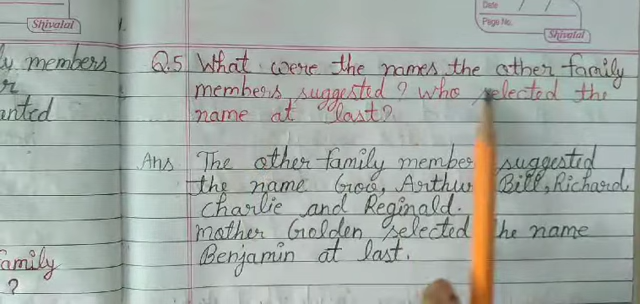 Shivalal
Date / /
Page No.
Shivalal
ly members
r
anted
amily
?
Q.5 What were the names the other family
members suggested? Who selected the
name at last?
Ans The other family member suggested
the name Arthur Bill, Richard
Charlie and Reginald.
mother Golden selected the name
Benjamin at last.